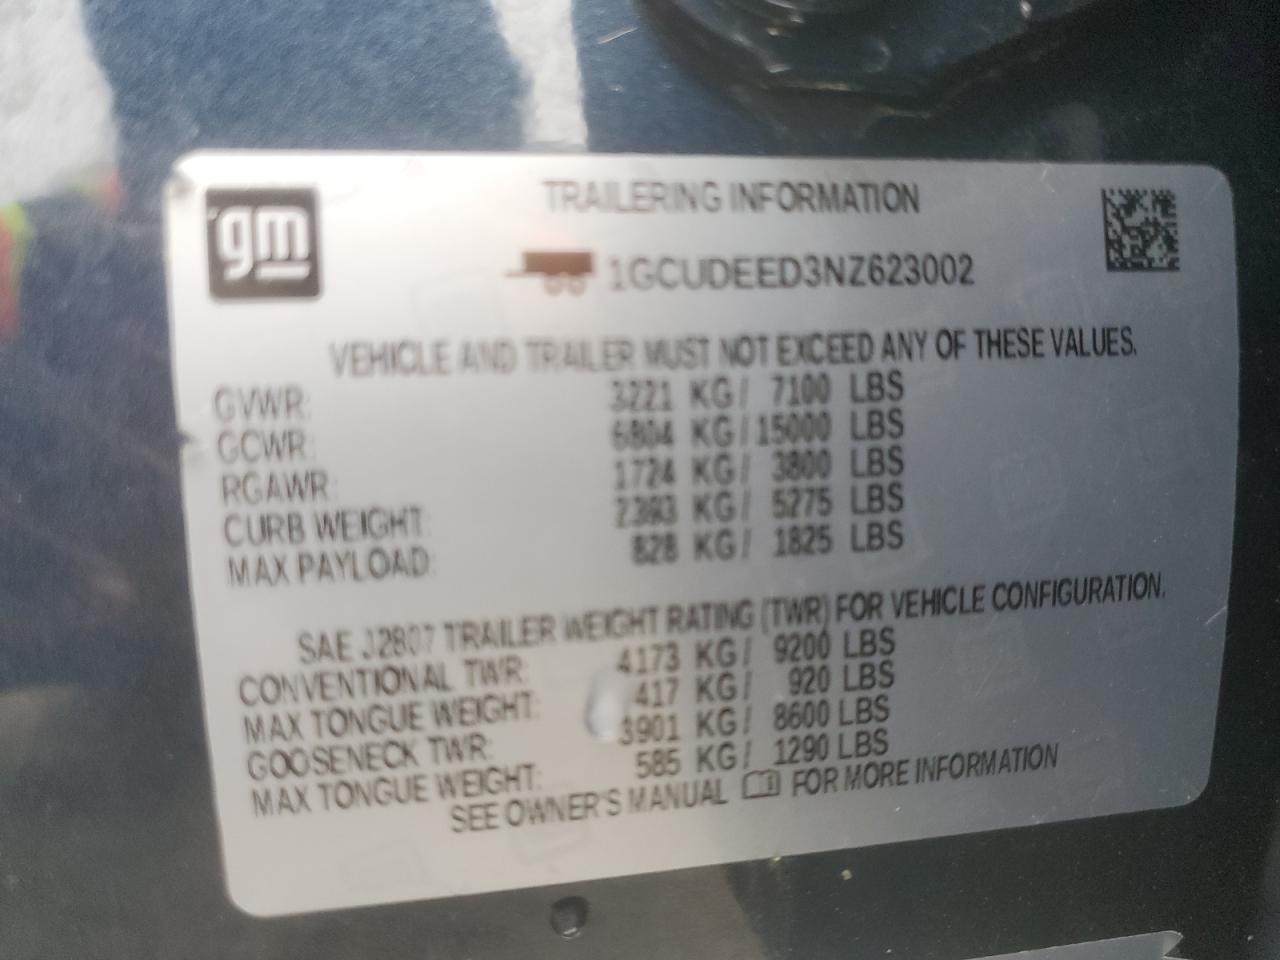 gm
TRAILERING INFORMATION
1GCUDEED3NZ623002
VEHICLE AND TRAILER MUST NOT EXCEED ANY OF THESE VALUES.
GVWR: 3221 KG/ 7100 LBS
GCWR: 6804 KG/15000 LBS
RGAWR: 1724 KG/ 3800 LBS
CURB WEIGHT: 2393 KG/ 5275 LBS
MAX PAYLOAD: 828 KG/ 1825 LBS
SAE J2807 TRAILER WEIGHT RATING (TWR) FOR VEHICLE CONFIGURATION.
CONVENTIONAL TWR: 4173 KG/ 9200 LBS
MAX TONGUE WEIGHT: 417 KG/ 920 LBS
GOOSENECK TWR: 3901 KG/ 8600 LBS
MAX TONGUE WEIGHT: 585 KG/ 1290 LBS
SEE OWNER'S MANUAL FOR MORE INFORMATION